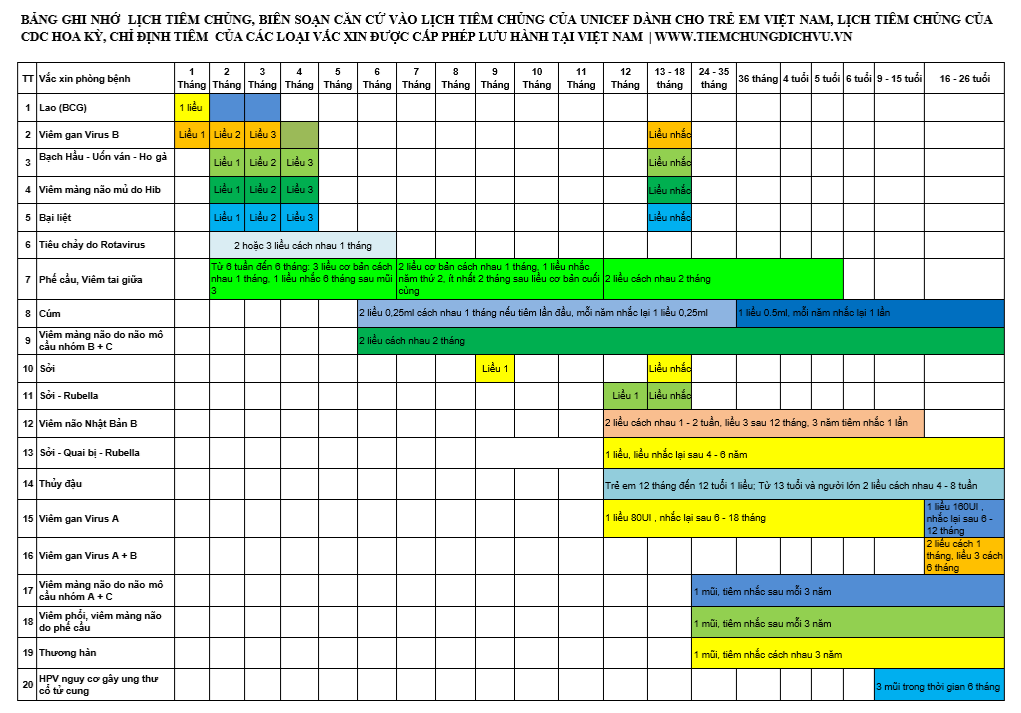 BẢNG GHI NHỚ LỊCH TIÊM CHỦNG, BIÊN SOẠN CĂN CỨ VÀO LỊCH TIÊM CHỦNG CỦA UNICEF DÀNH CHO TRẺ EM VIỆT NAM, LỊCH TIÊM CHỦNG CỦA
CDC HOA KỲ, CHỈ ĐỊNH TIÊM CỦA CÁC LOẠI VẮC XIN ĐƯỢC CẤP PHÉP LƯU HÀNH TẠI VIỆT NAM | WWW.TIEMCHUNGDICHVU.VN
TT Vắc xin phòng bệnh 1 Tháng 2 Tháng 3 Tháng 4 Tháng 5 Tháng 6 Tháng 7 Tháng 8 Tháng 9 Tháng 10 Tháng 11 Tháng 12 Tháng 13 - 18 tháng 24 - 35 tháng 36 tháng 4 tuổi 5 tuổi 6 tuổi 9 - 15 tuổi 16 - 26 tuổi
1 Lao (BCG) 1 liều
2 Viêm gan Virus B Liều 1 Liều 2 Liều 3 Liều nhắc
3 Bạch Hầu - Uốn ván - Ho gà Liều 1 Liều 2 Liều 3 Liều nhắc
4 Viêm màng não mủ do Hib Liều 1 Liều 2 Liều 3 Liều nhắc
5 Bại liệt Liều 1 Liều 2 Liều 3 Liều nhắc
6 Tiêu chảy do Rotavirus 2 hoặc 3 liều cách nhau 1 tháng
7 Phế cầu, Viêm tai giữa
Từ 6 tuần đến 6 tháng: 3 liều cơ bản cách
nhau 1 tháng, 1 liều nhắc 6 tháng sau mũi
3
2 liều cơ bản cách nhau 1 tháng, 1 liều nhắc
năm thứ 2, ít nhất 2 tháng sau liều cơ bản cuối
cùng
2 liều cách nhau 2 tháng
8 Cúm 2 liều 0,25ml cách nhau 1 tháng nếu tiêm lần đầu, mỗi năm nhắc lại 1 liều 0,25ml 1 liều 0.5ml, mỗi năm nhắc lại 1 lần
9 Viêm màng não do não mô
cầu nhóm B + C
2 liều cách nhau 2 tháng
10 Sởi Liều 1 Liều nhắc
11 Sởi - Rubella Liều 1 Liều nhắc
12 Viêm não Nhật Bản B 2 liều cách nhau 1 - 2 tuần, liều 3 sau 12 tháng, 3 năm tiêm nhắc 1 lần
13 Sởi - Quai bị - Rubella 1 liều, liều nhắc lại sau 4 - 6 năm
14 Thủy đậu Trẻ em 12 tháng đến 12 tuổi 1 liều; Từ 13 tuổi và người lớn 2 liều cách nhau 4 - 8 tuần
15 Viêm gan Virus A 1 liều 80UI , nhắc lại sau 6 - 18 tháng
1 liều 160UI ,
nhắc lại sau 6 -
12 tháng
16 Viêm gan Virus A + B
2 liều cách 1
tháng, liều 3 cách
6 tháng
17 Viêm màng não do não mô
cầu nhóm A + C
1 mũi, tiêm nhắc sau mỗi 3 năm
18 Viêm phổi, viêm màng não
do phế cầu
1 mũi, tiêm nhắc sau mỗi 3 năm
19 Thương hàn 1 mũi, tiêm nhắc cách nhau 3 năm
20 HPV nguy cơ gây ung thư
cổ tử cung
3 mũi trong thời gian 6 tháng